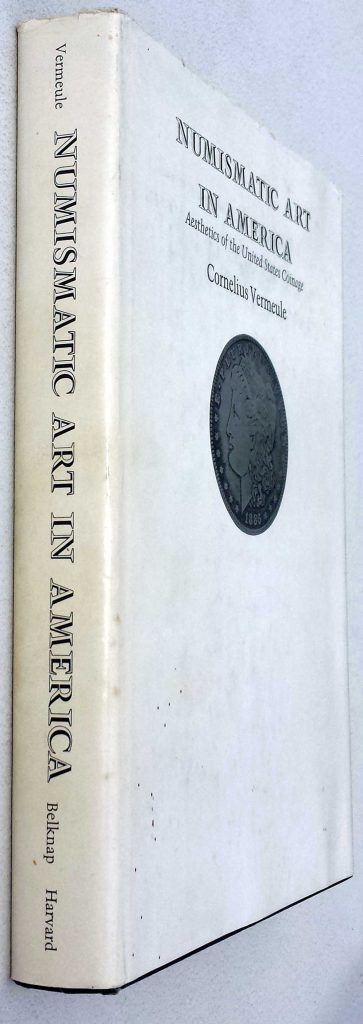 Vermeule NUMISMATIC ART IN AMERICA Belknap Harvard
NUMISMATIC ART
IN AMERICA
Aesthetics of the United States Coinage
Cornelius Vermeule